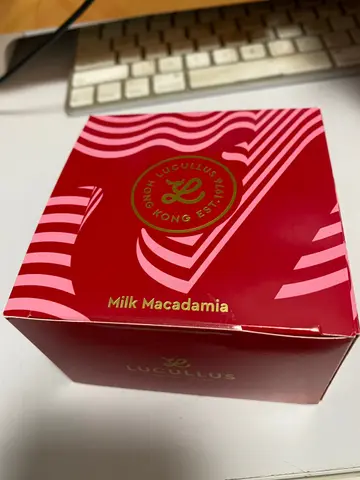 LUCULLUS
HONG KONG EST. 1976
Milk Macadamia
LUCULLUS